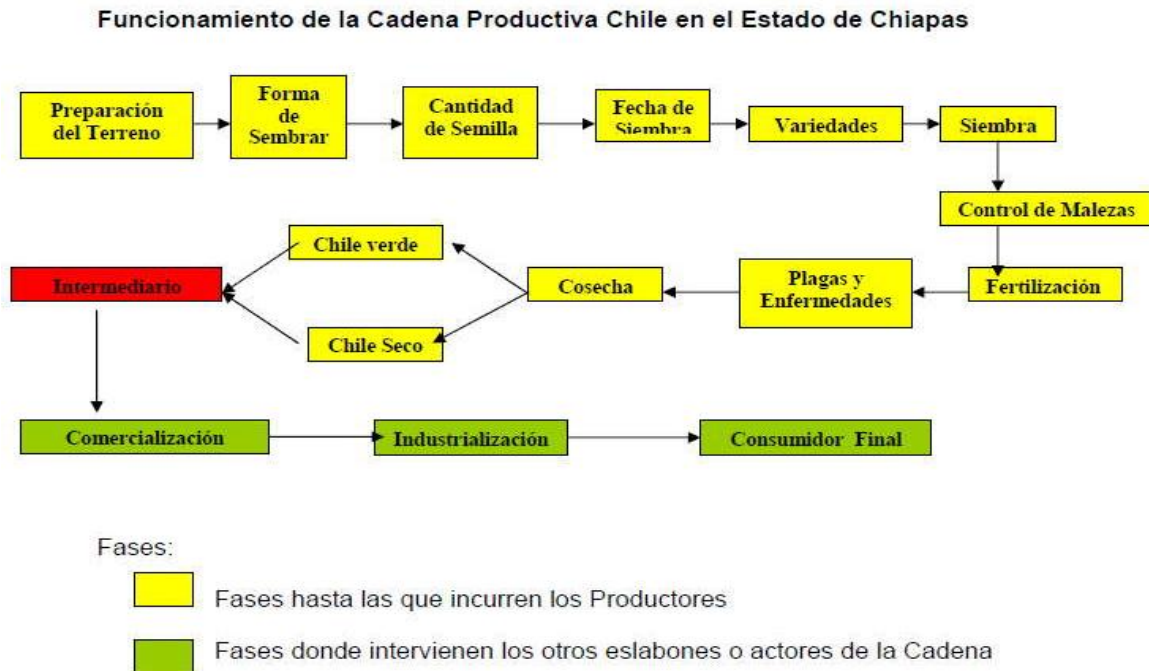 Funcionamiento de la Cadena Productiva Chile en el Estado de Chiapas
Preparación
del Terreno
Forma
de
Sembrar
Cantidad
de Semilla
Fecha de
Siembra
Variedades
Siembra
Control de Malezas
Fertilización
Plagas y
Enfermedades
Cosecha
Chile verde
Chile Seco
Intermediario
Comercialización
Industrialización
Consumidor Final
Fases:
Fases hasta las que incurren los Productores
Fases donde intervienen los otros eslabones o actores de la Cadena